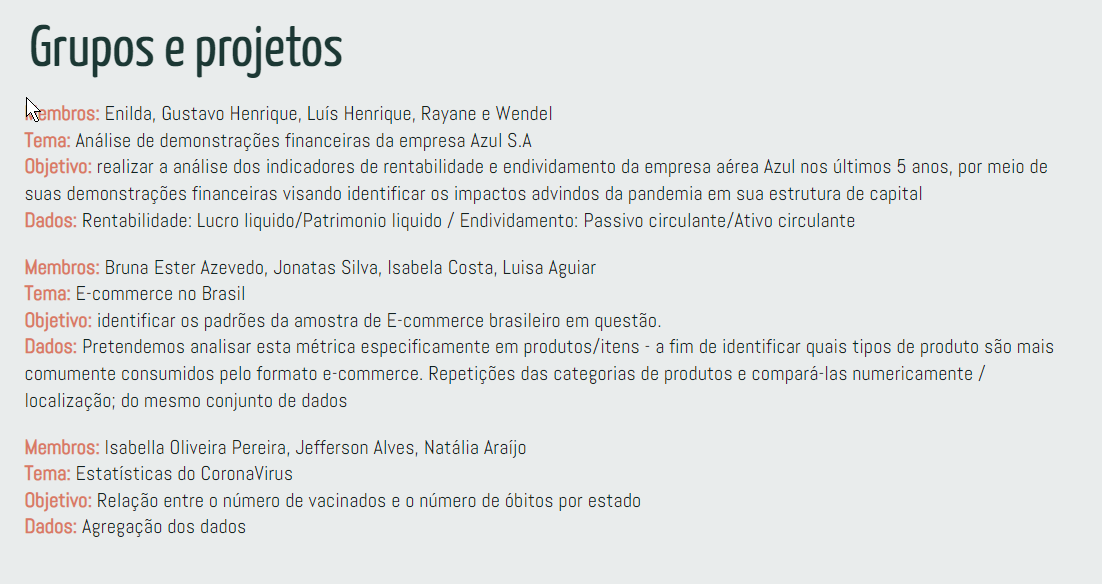 Grupos e projetos
Membros: Enilda, Gustavo Henrique, Luís Henrique, Rayane e Wendel
Tema: Análise de demonstrações financeiras da empresa Azul S.A
Objetivo: realizar a análise dos indicadores de rentabilidade e endividamento da empresa aérea Azul nos últimos 5 anos, por meio de
suas demonstrações financeiras visando identificar os impactos advindos da pandemia em sua estrutura de capital
Dados: Rentabilidade: Lucro liquido/Patrimonio liquido / Endividamento: Passivo circulante/Ativo circulante
Membros: Bruna Ester Azevedo, Jonatas Silva, Isabela Costa, Luisa Aguiar
Tema: E-commerce no Brasil
Objetivo: identificar os padrões da amostra de E-commerce brasileiro em questão.
Dados: Pretendemos analisar esta métrica especificamente em produtos/itens - a fim de identificar quais tipos de produto são mais
comumente consumidos pelo formato e-commerce. Repetições das categorias de produtos e compará-las numericamente /
localização; do mesmo conjunto de dados
Membros: Isabella Oliveira Pereira, Jefferson Alves, Natália Araíjo
Tema: Estatísticas do CoronaVirus
Objetivo: Relação entre o número de vacinados e o número de óbitos por estado
Dados: Agregação dos dados